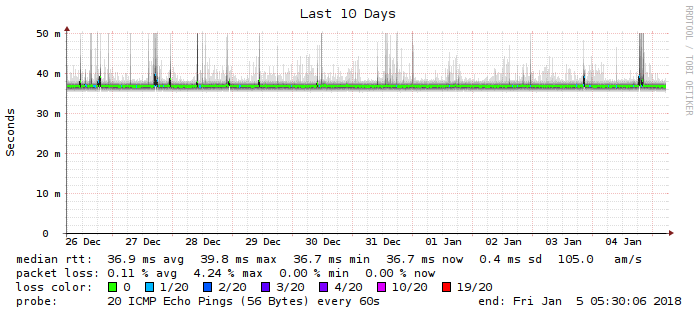 Last 10 Days
RRDTOOL / TOBI OETIKER
Seconds
50 m
40 m
30 m
20 m
10 m
0
26 Dec 27 Dec 28 Dec 29 Dec 30 Dec 31 Dec 01 Jan 02 Jan 03 Jan 04 Jan
median rtt: 36.9 ms avg 39.8 ms max 36.7 ms min 36.7 ms now 0.4 ms sd 105.0 am/s
packet loss: 0.11 % avg 4.24 % max 0.00 % min 0.00 % now
loss color: 0 1/20 2/20 3/20 4/20 10/20 19/20
probe: 20 ICMP Echo Pings (56 Bytes) every 60s end: Fri Jan 5 05:30:06 2018